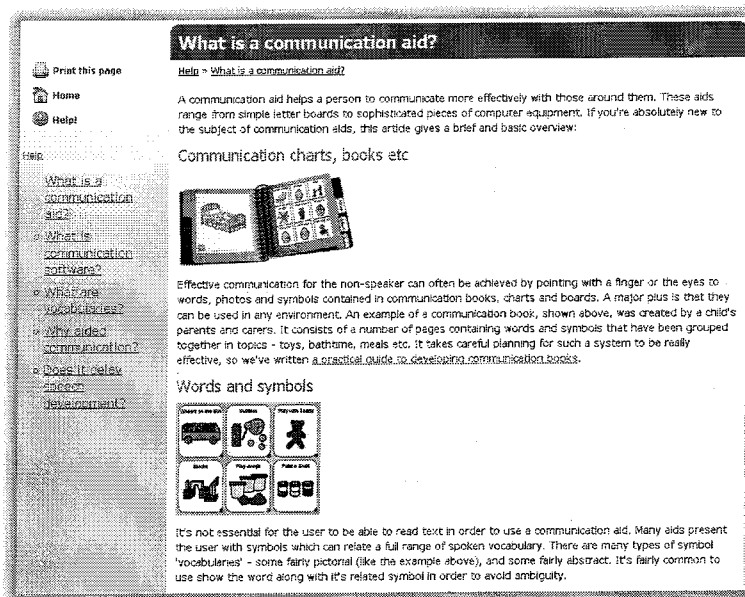 What is a communication aid?
Print this page
Home
Help!
Help
What is a
communication
aid?
What is
communication
software?
What are
vocabularies?
Why aided
communication?
Does it delay
speech
development?
Help » What is a communication aid?
A communication aid helps a person to communicate more effectively with those around them. These aids
range from simple letter boards to sophisticated pieces of computer equipment. If you're absolutely new to
the subject of communication aids, this article gives a brief and basic overview:
Communication charts, books etc
Effective communication for the non-speaker can often be achieved by pointing with a finger or the eyes to
words, photos and symbols contained in communication books, charts and boards. A major plus is that they
can be used in any environment. An example of a communication book, shown above, was created by a child's
parents and carers. It consists of a number of pages containing words and symbols that have been grouped
together in topics - toys, bathtime, meals etc. It takes careful planning for such a system to be really
effective, so we've written a practical guide to developing communication books.
Words and symbols
Bubbles
It's not essential for the user to be able to read text in order to use a communication aid. Many aids present
the user with symbols which can relate a full range of spoken vocabulary. There are many types of symbol
'vocabularies' - some fairly pictorial (like the example above), and some fairly abstract. It's fairly common to
use show the word along with it's related symbol in order to avoid ambiguity.